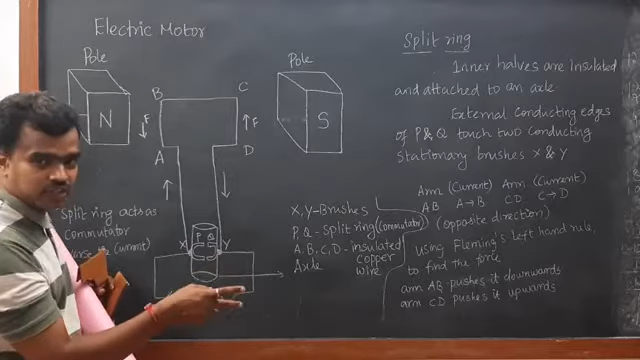 Electric Motor
Pole
Pole
N
S
B
C
A
D
F
F
X
P
Q
Y
Split ring acts as
commutator
(current)
X, Y - Brushes
P Q - split ring (commutator)
A, B, C, D - insulated
copper
wire
Axle
Split ring
Inner halves are insulated
and attached to an axle
External conducting edges
of P & Q touch two conducting
stationary brushes X & Y
Arm (Current) Arm (Current)
AB A → B CD C → D
(Opposite direction)
Using Fleming's left hand rule,
to find the force
arm AB pushes it downwards
arm CD pushes it upwards